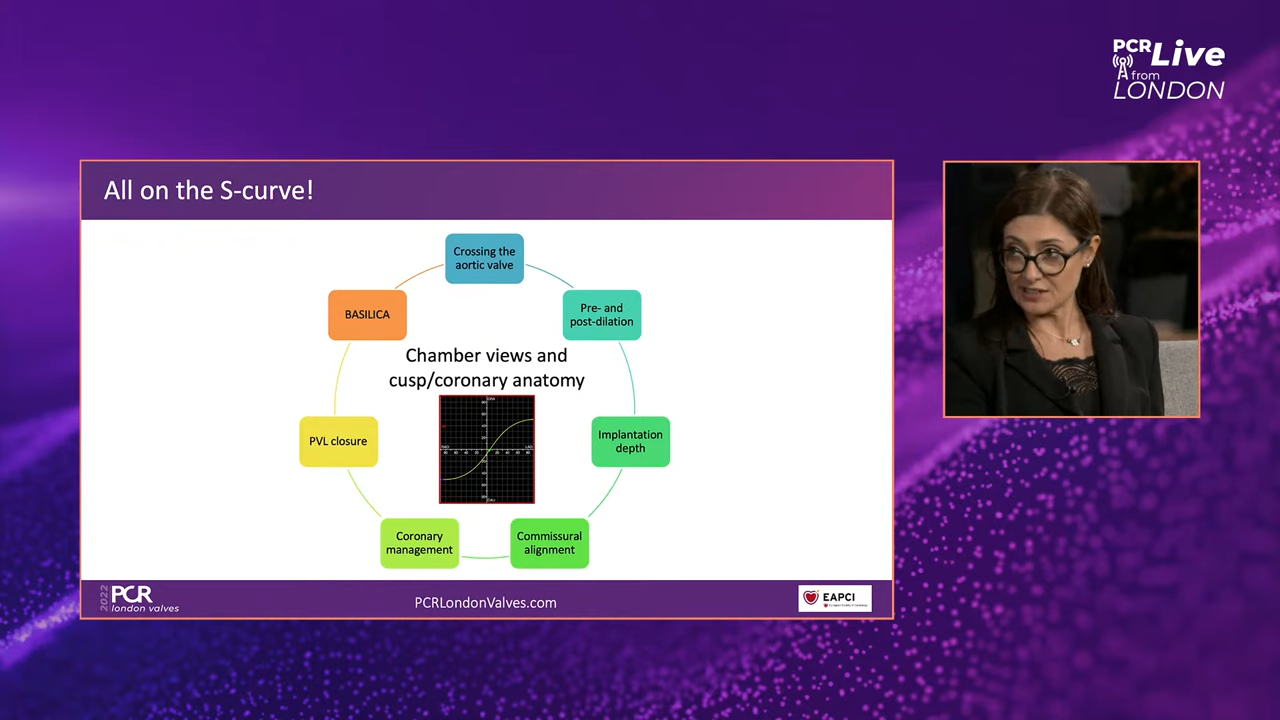 PCR Live
from
LONDON
All on the S-curve!
Crossing the
aortic valve
BASILICA
Pre- and
post-dilation
Chamber views and
cusp/coronary anatomy
PVL closure
Implantation
depth
Coronary
management
Commissural
alignment
2022
PCR
london valves
PCRLondonValves.com
EAPCI